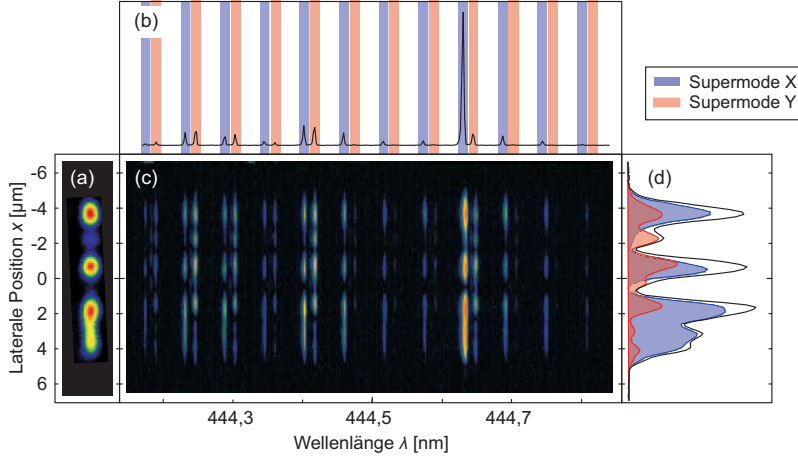 (b)
Supermode X
Supermode Y
(a)
(c)
(d)
-6
-4
-2
0
2
4
6
Laterale Position x [µm]
444,3
444,5
444,7
Wellenlänge λ [nm]